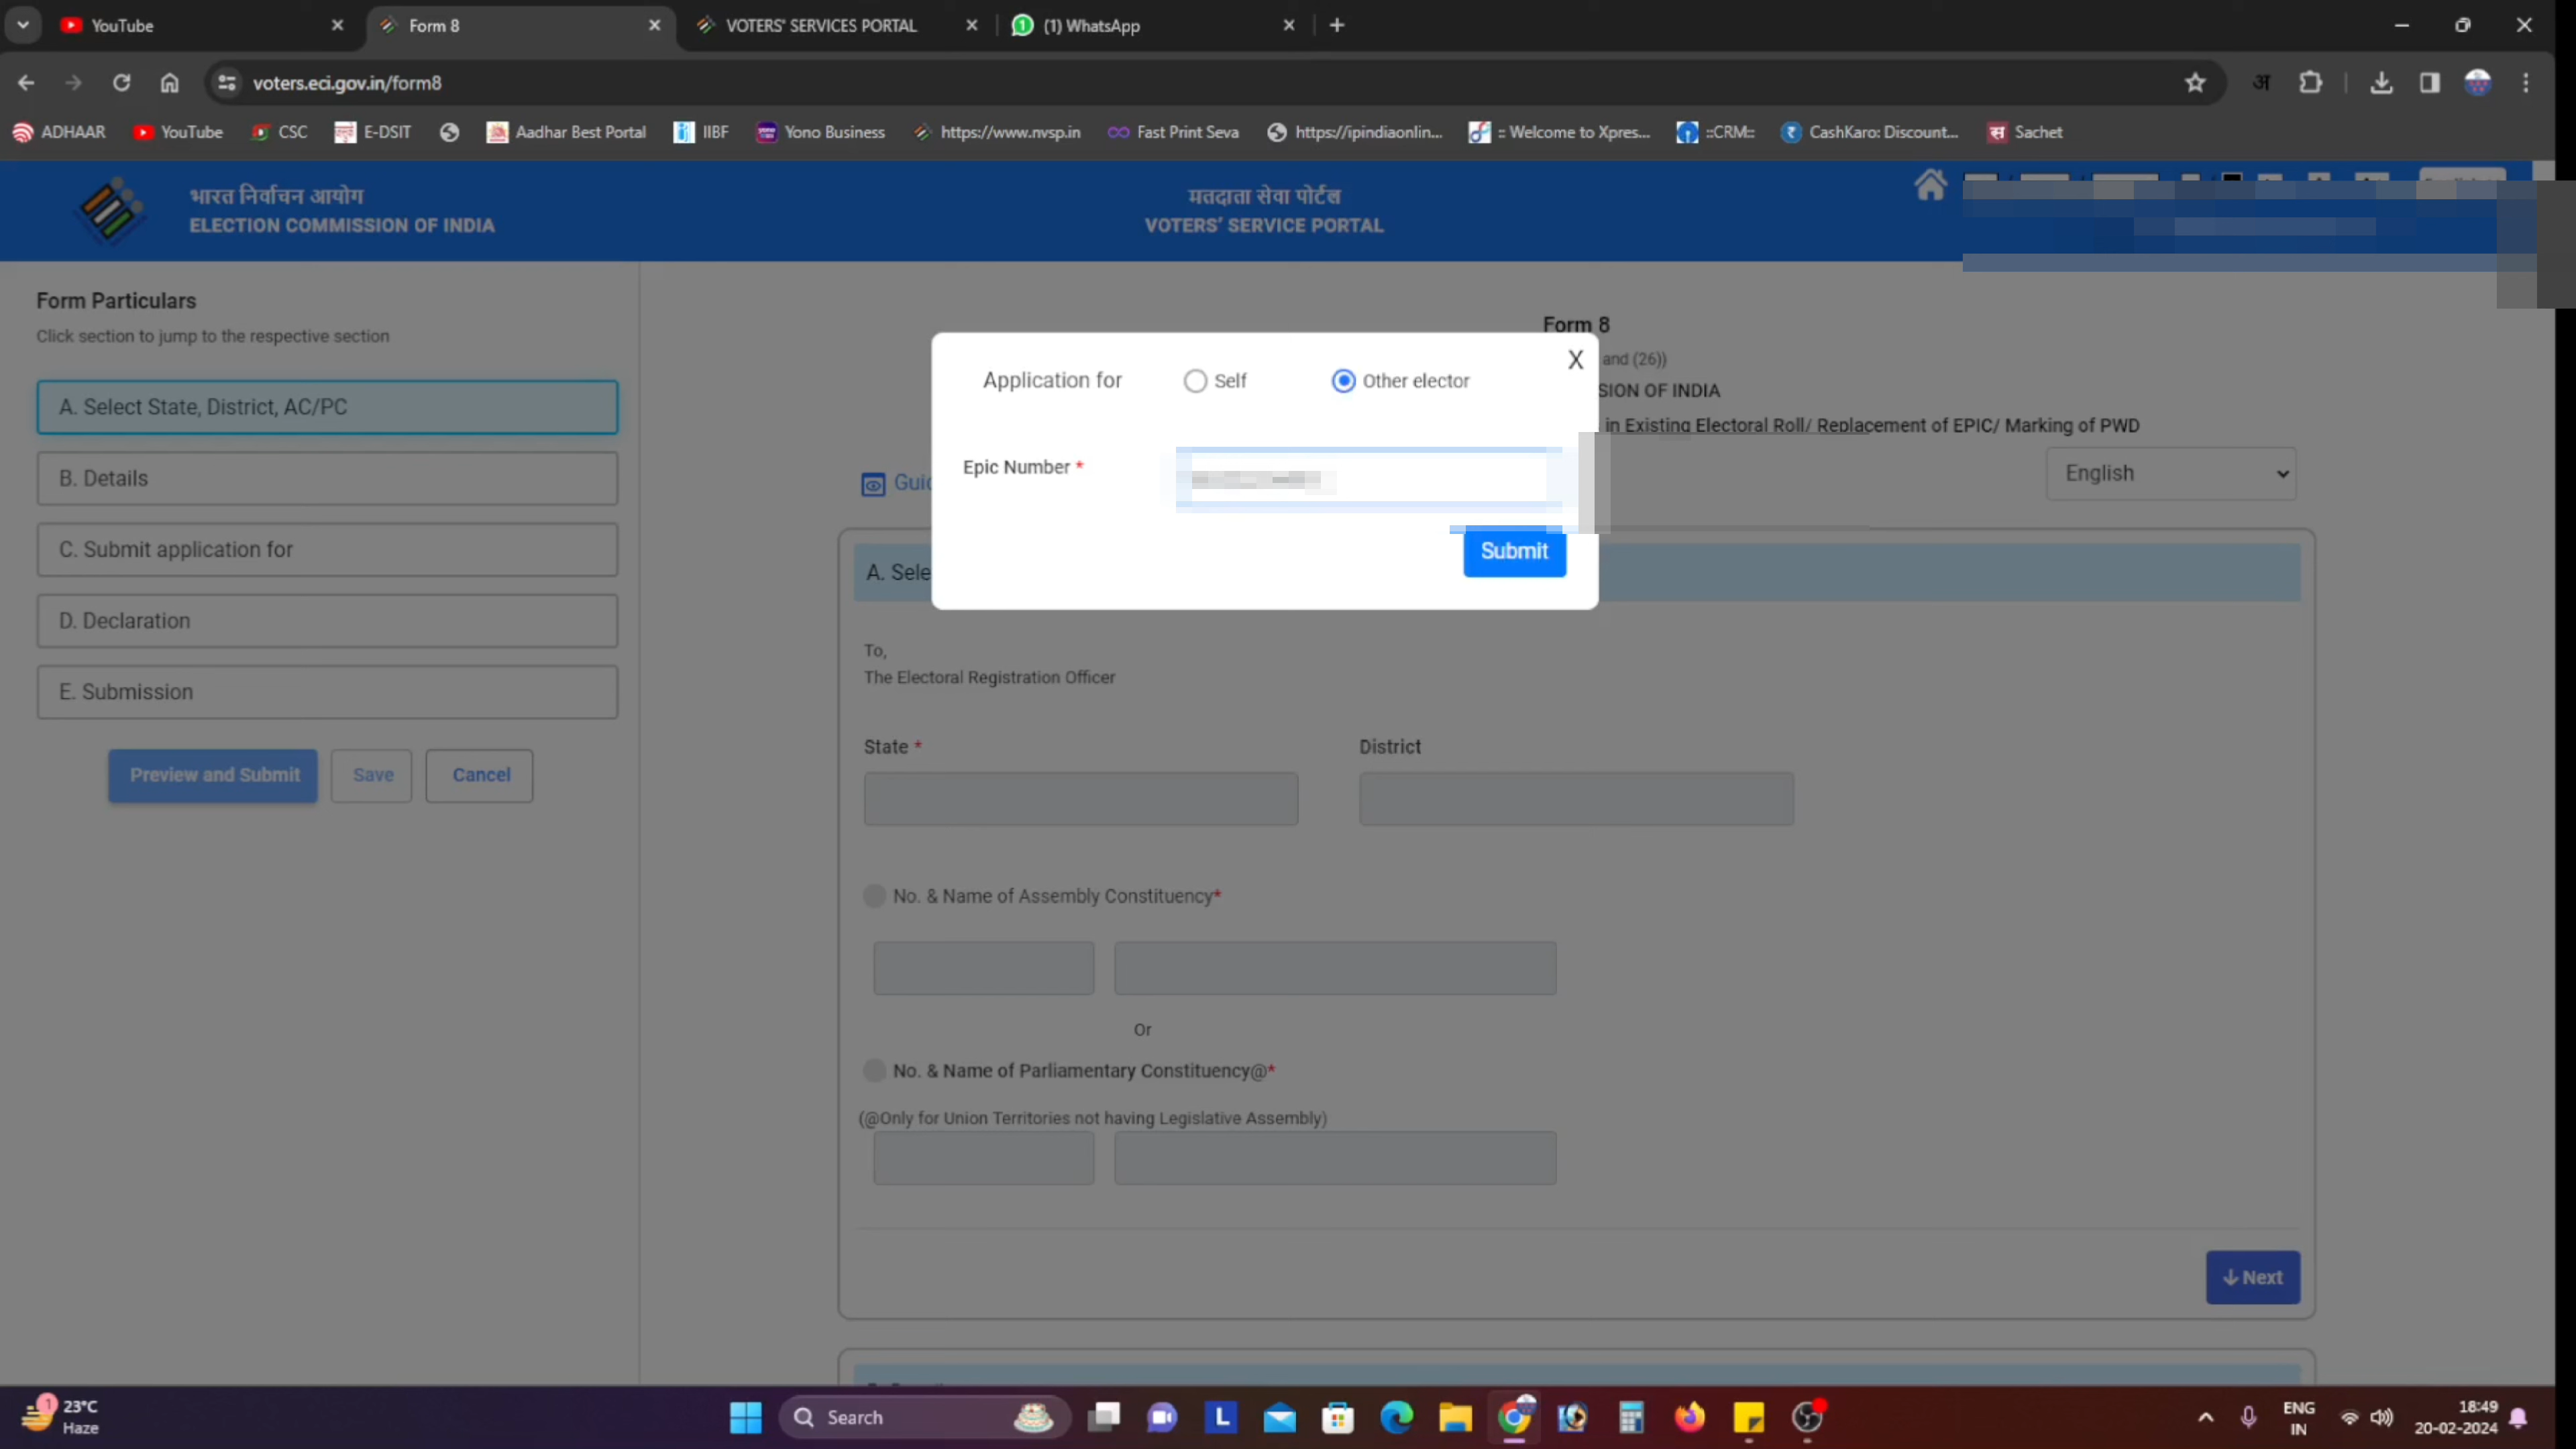 YouTube
Form 8
VOTERS' SERVICES PORTAL
(1) WhatsApp
voters.eci.gov.in/form8
अ
ADHAAR
YouTube
CSC
E-DSIT
Aadhar Best Portal
IIBF
Yono Business
https://www.nvsp.in
Fast Print Seva
https://ipindiaonlin...
:: Welcome to Xpres...
::CRM::
CashKaro: Discount...
Sachet
भारत निर्वाचन आयोग
ELECTION COMMISSION OF INDIA
मतदाता सेवा पोर्टल
VOTERS' SERVICE PORTAL
Form Particulars
Click section to jump to the respective section
A. Select State, District, AC/PC
B. Details
C. Submit application for
D. Declaration
E. Submission
Preview and Submit
Save
Cancel
Form 8
and (26))
SION OF INDIA
in Existing Electoral Roll/ Replacement of EPIC/ Marking of PWD
English
Guid
Application for
Self
Other elector
X
Epic Number *
Submit
A. Sele
To,
The Electoral Registration Officer
State *
District
No. & Name of Assembly Constituency*
Or
No. & Name of Parliamentary Constituency@*
(@Only for Union Territories not having Legislative Assembly)
Next
1
23°C
Haze
Search
L
ENG
IN
18:49
20-02-2024